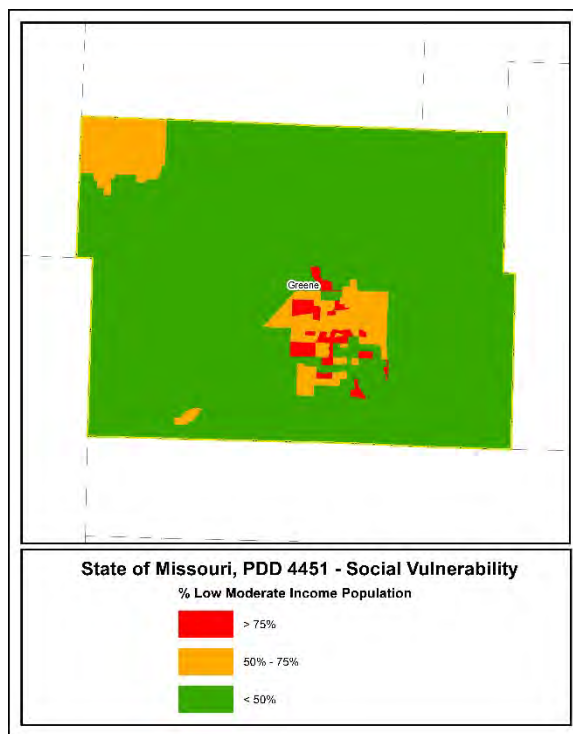 Greene
State of Missouri, PDD 4451 - Social Vulnerability
% Low Moderate Income Population
> 75%
50% - 75%
< 50%